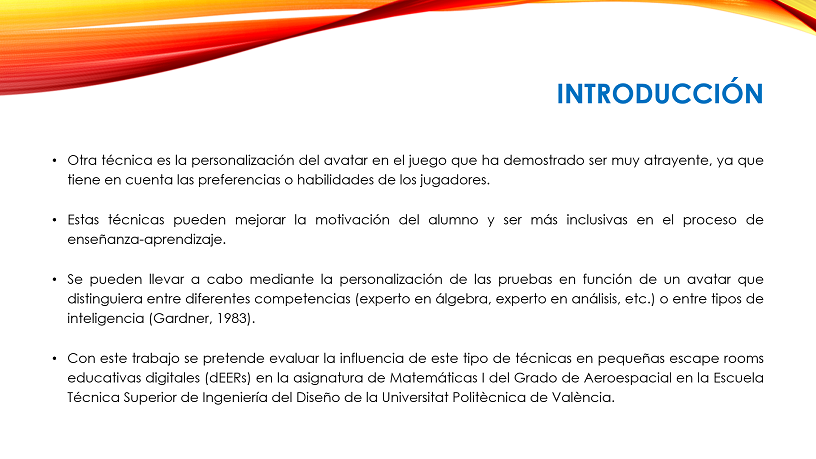 INTRODUCCIÓN
• Otra técnica es la personalización del avatar en el juego que ha demostrado ser muy atrayente, ya que
tiene en cuenta las preferencias o habilidades de los jugadores.
• Estas técnicas pueden mejorar la motivación del alumno y ser más inclusivas en el proceso de
enseñanza-aprendizaje.
• Se pueden llevar a cabo mediante la personalización de las pruebas en función de un avatar que
distinguiera entre diferentes competencias (experto en álgebra, experto en análisis, etc.) o entre tipos de
inteligencia (Gardner, 1983).
• Con este trabajo se pretende evaluar la influencia de este tipo de técnicas en pequeñas escape rooms
educativas digitales (dEERs) en la asignatura de Matemáticas I del Grado de Aeroespacial en la Escuela
Técnica Superior de Ingeniería del Diseño de la Universitat Politècnica de València.